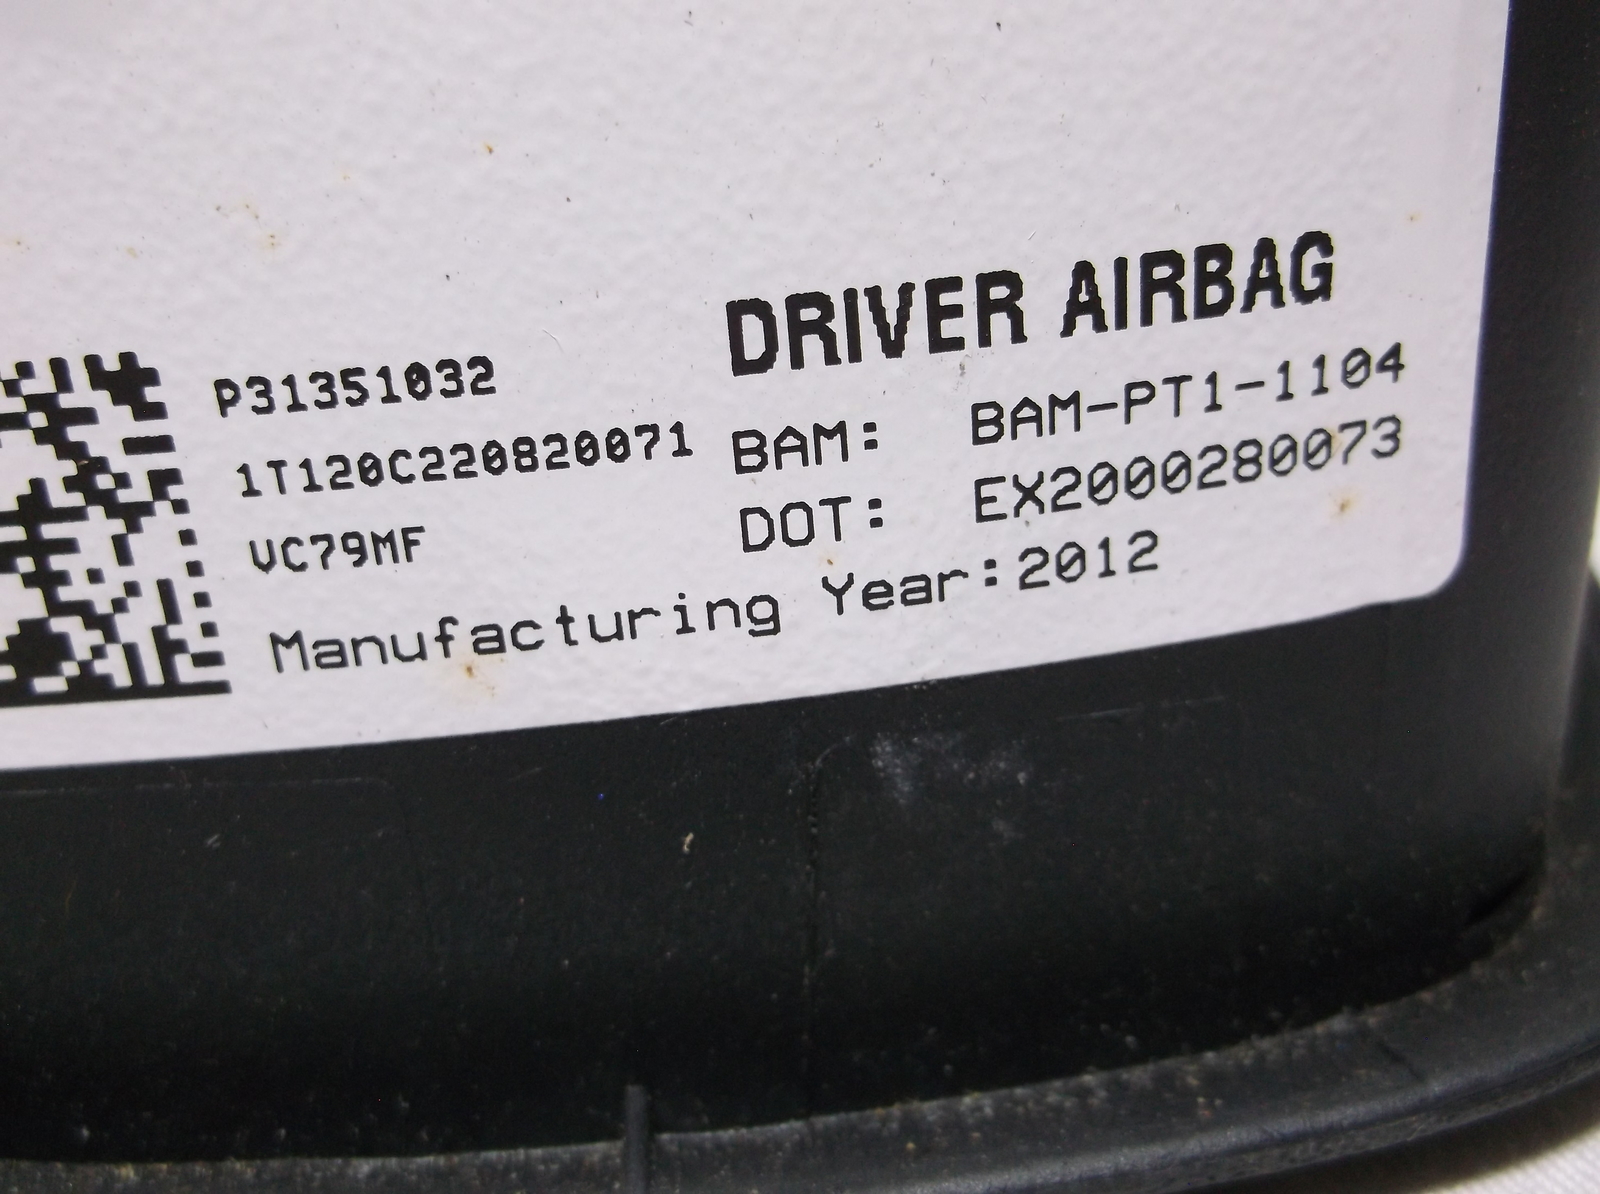 DRIVER AIRBAG
P31351032
1T120C220820071
VC79MF
BAM: BAM-PT1-1104
DOT: EX2000280073
Manufacturing Year:2012